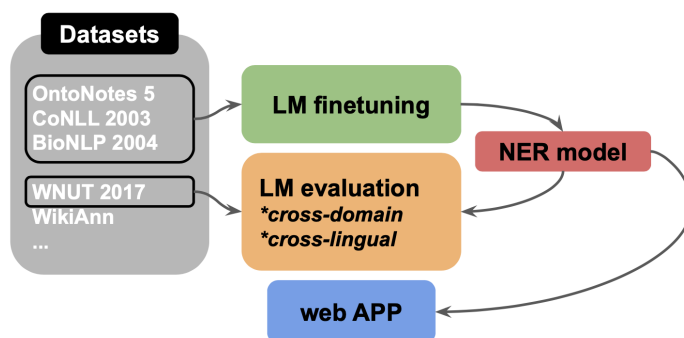 Datasets
OntoNotes 5
CoNLL 2003
BioNLP 2004
WNUT 2017
WikiAnn
...
LM finetuning
LM evaluation
*cross-domain
*cross-lingual
NER model
web APP